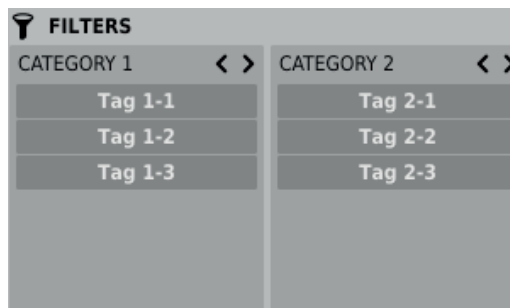 FILTERS
CATEGORY 1
Tag 1-1
Tag 1-2
Tag 1-3
CATEGORY 2
Tag 2-1
Tag 2-2
Tag 2-3